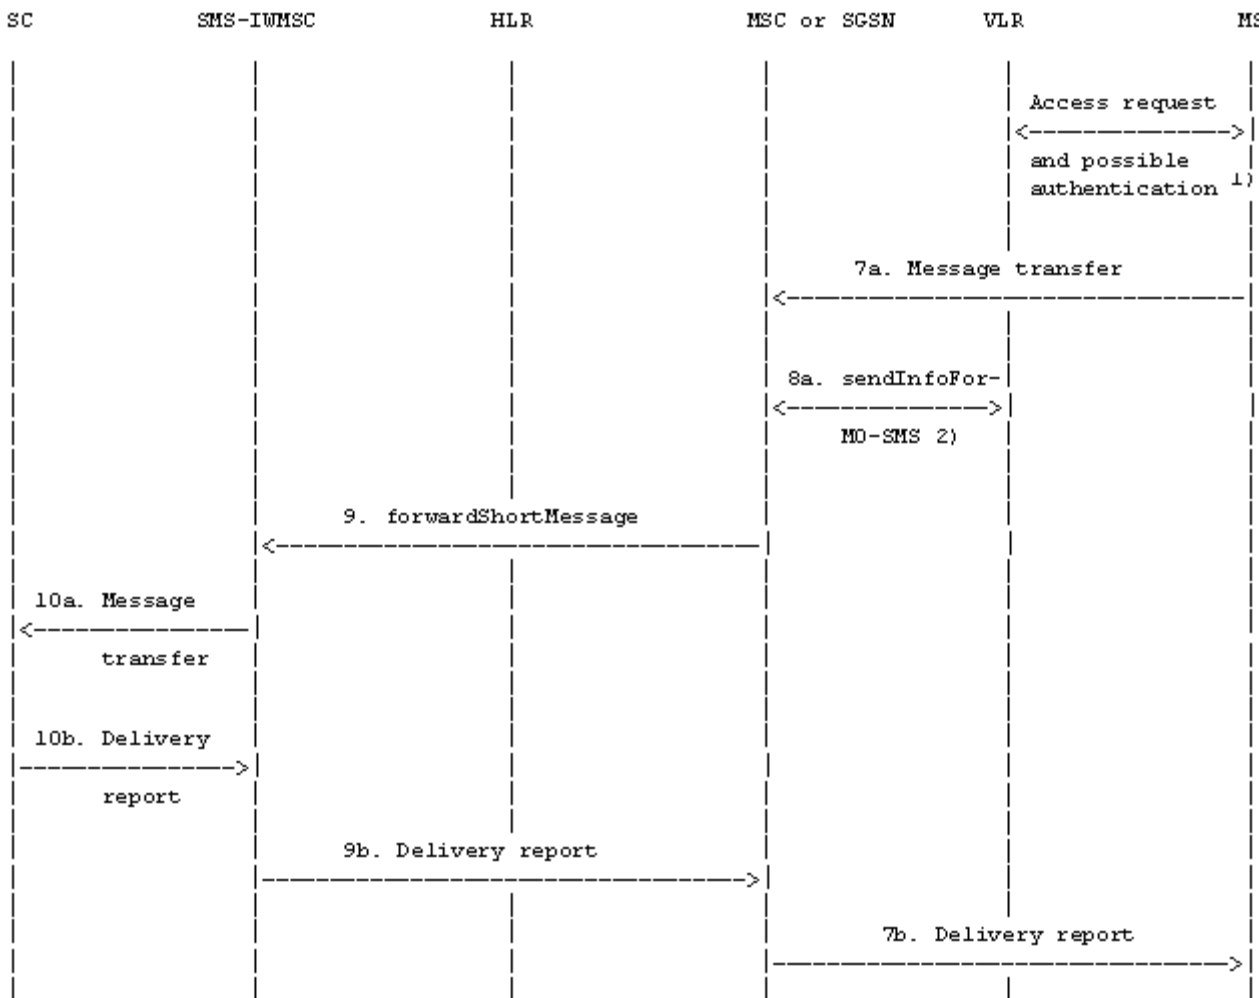 SC SMS-IWMSC HLR MSC or SGSN VLR MS
Access request
and possible
authentication 1)
7a. Message transfer
8a. sendInfoFor-
MO-SMS 2)
9. forwardShortMessage
10a. Message
transfer
10b. Delivery
report
9b. Delivery report
7b. Delivery report